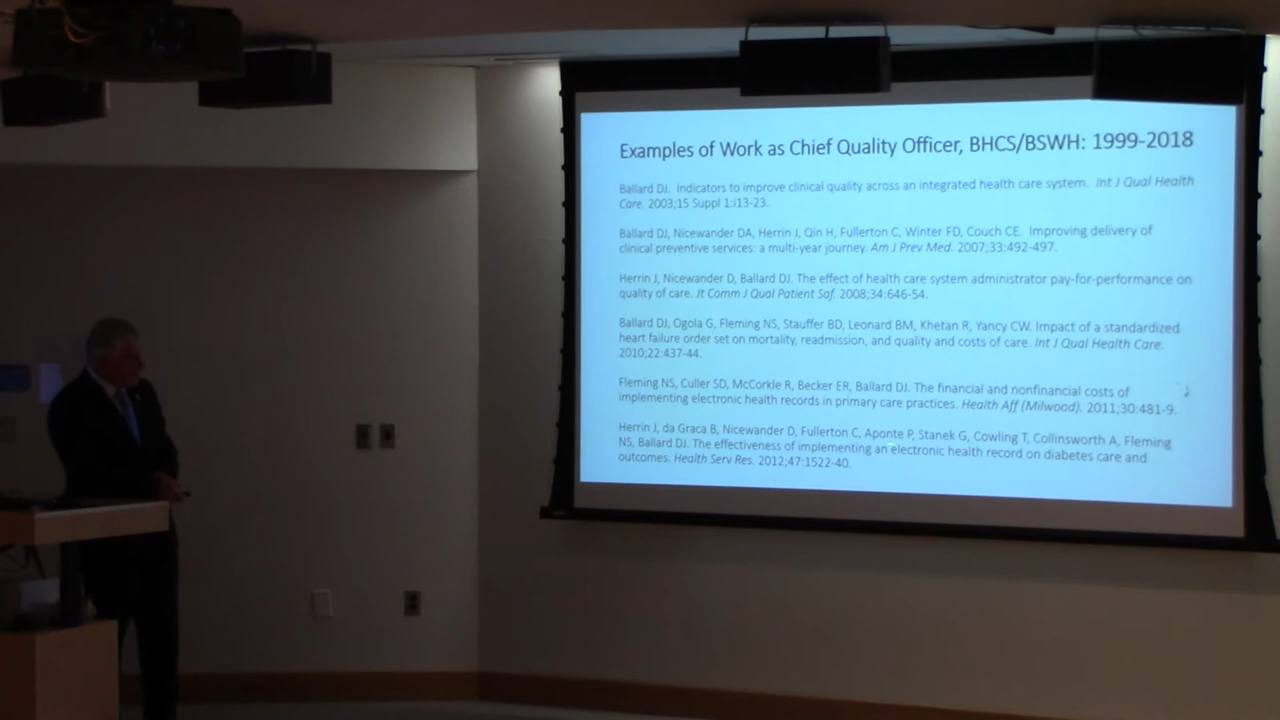 Examples of Work as Chief Quality Officer, BHCS/BSWH: 1999-2018
Ballard DJ. Indicators to improve clinical quality across an integrated health care system. Int J Qual Health
Care. 2003;15 Suppl 1:i13-23.
Ballard DJ, Nicewander DA, Herrin J, Qin H, Fullerton C, Winter FD, Couch CE. Improving delivery of
clinical preventive services: a multi-year journey. Am J Prev Med. 2007;33:492-497.
Herrin J, Nicewander D, Ballard DJ. The effect of health care system administrator pay-for-performance on
quality of care. Jt Comm J Qual Patient Saf. 2008;34:646-54.
Ballard DJ, Ogola G, Fleming NS, Stauffer BD, Leonard BM, Khetan R, Yancy CW. Impact of a standardized
heart failure order set on mortality, readmission, and quality and costs of care. Int J Qual Health Care.
2010;22:437-44.
Fleming NS, Culler SD, McCorkle R, Becker ER, Ballard DJ. The financial and nonfinancial costs of
implementing electronic health records in primary care practices. Health Aff (Milwood). 2011;30:481-9.
Herrin J, da Graca B, Nicewander D, Fullerton C, Aponte P, Stanek G, Cowling T, Collinsworth A, Fleming
NS, Ballard DJ. The effectiveness of implementing an electronic health record on diabetes care and
outcomes. Health Serv Res. 2012;47:1522-40.